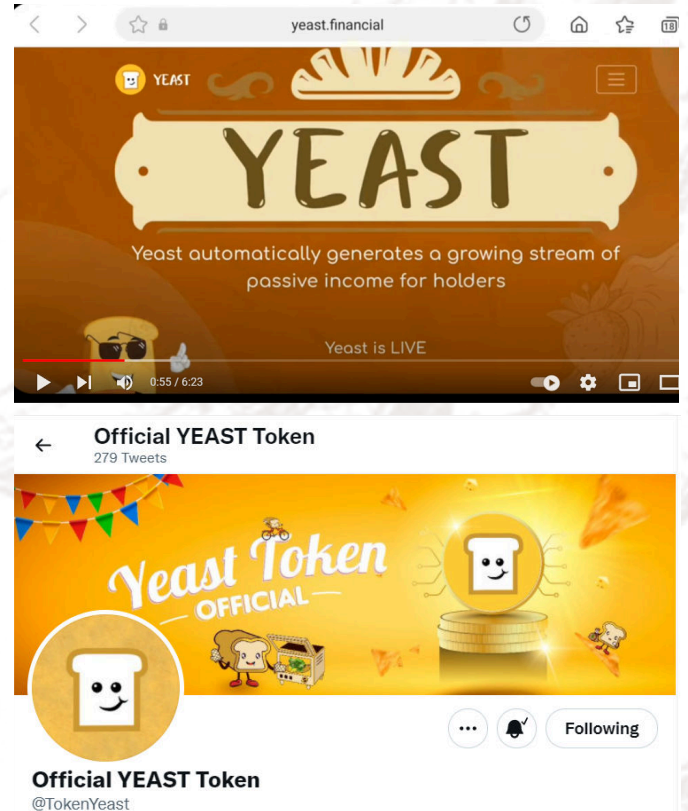 yeast.financial
18
YEAST
YEAST
Yeast automatically generates a growing stream of
passive income for holders
Yeast is LIVE
0:55 / 6:23
Official YEAST Token
279 Tweets
Yeast Token
OFFICIAL
Following
Official YEAST Token
@TokenYeast